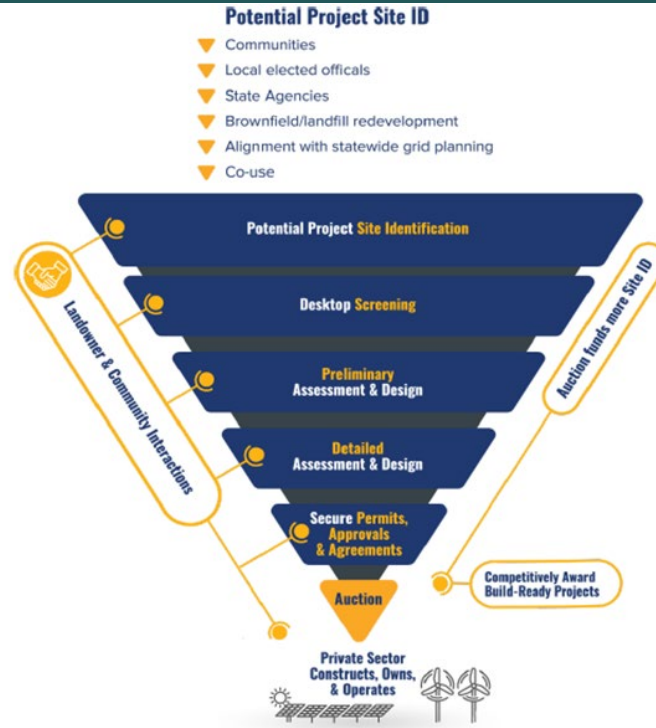 Potential Project Site ID
Communities
Local elected officals
State Agencies
Brownfield/landfill redevelopment
Alignment with statewide grid planning
Co-use
Potential Project Site Identification
Desktop Screening
Preliminary
Assessment & Design
Detailed
Assessment & Design
Secure Permits,
Approvals
& Agreements
Auction
Landowner & Community Interactions
Auction funds more Site ID
Competitively Award
Build-Ready Projects
Private Sector
Constructs, Owns,
& Operates